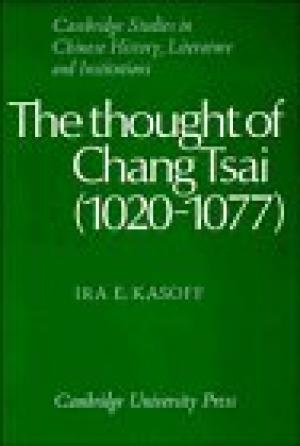 Cambridge Studies in
Chinese History, Literature
and Institutions
The thought of
Chang Tsai
(1020-1077)
IRA E. KASOFF
Cambridge University Press